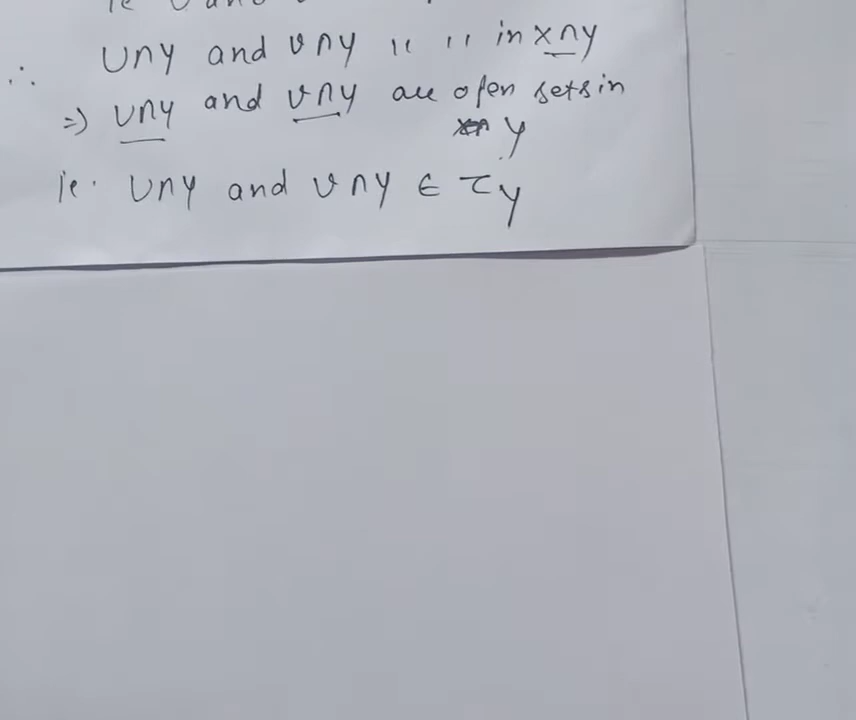 ∴ U∩Y and V∩Y " " in X∩Y
⇒) U∩Y and V∩Y are open sets in
Y
ie. U∩Y and V∩Y ∈ τY